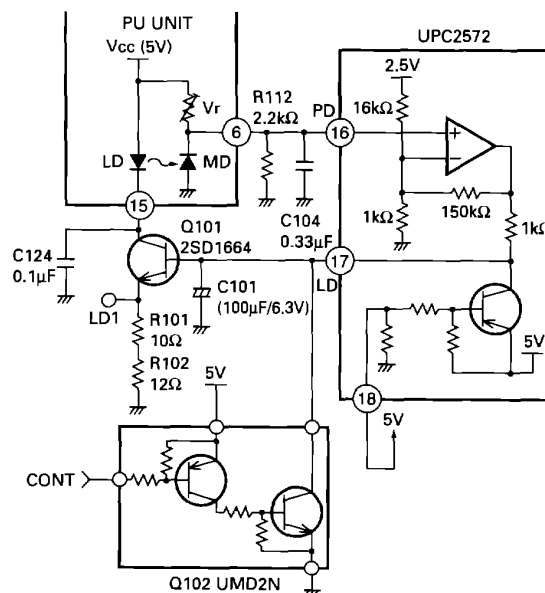 PU UNIT
Vcc (5V)
Vr
LD
MD
6
15
R112
2.2kΩ
PD
C104
0.33μF
UPC2572
2.5V
16kΩ
16
+
−
1kΩ
150kΩ
1kΩ
17
LD
5V
18
5V
Q101
2SD1664
C124
0.1μF
C101
(100μF/6.3V)
LD1
R101
10Ω
R102
12Ω
5V
CONT
Q102 UMD2N